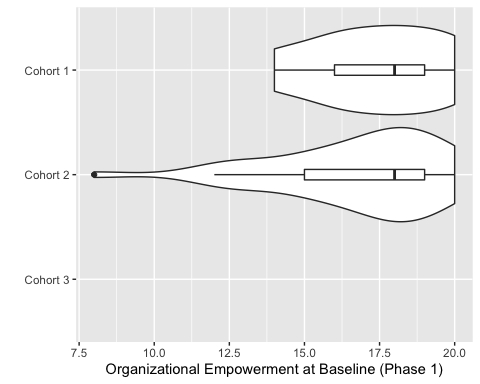 Cohort 1
Cohort 2
Cohort 3
7.5 10.0 12.5 15.0 17.5 20.0
Organizational Empowerment at Baseline (Phase 1)